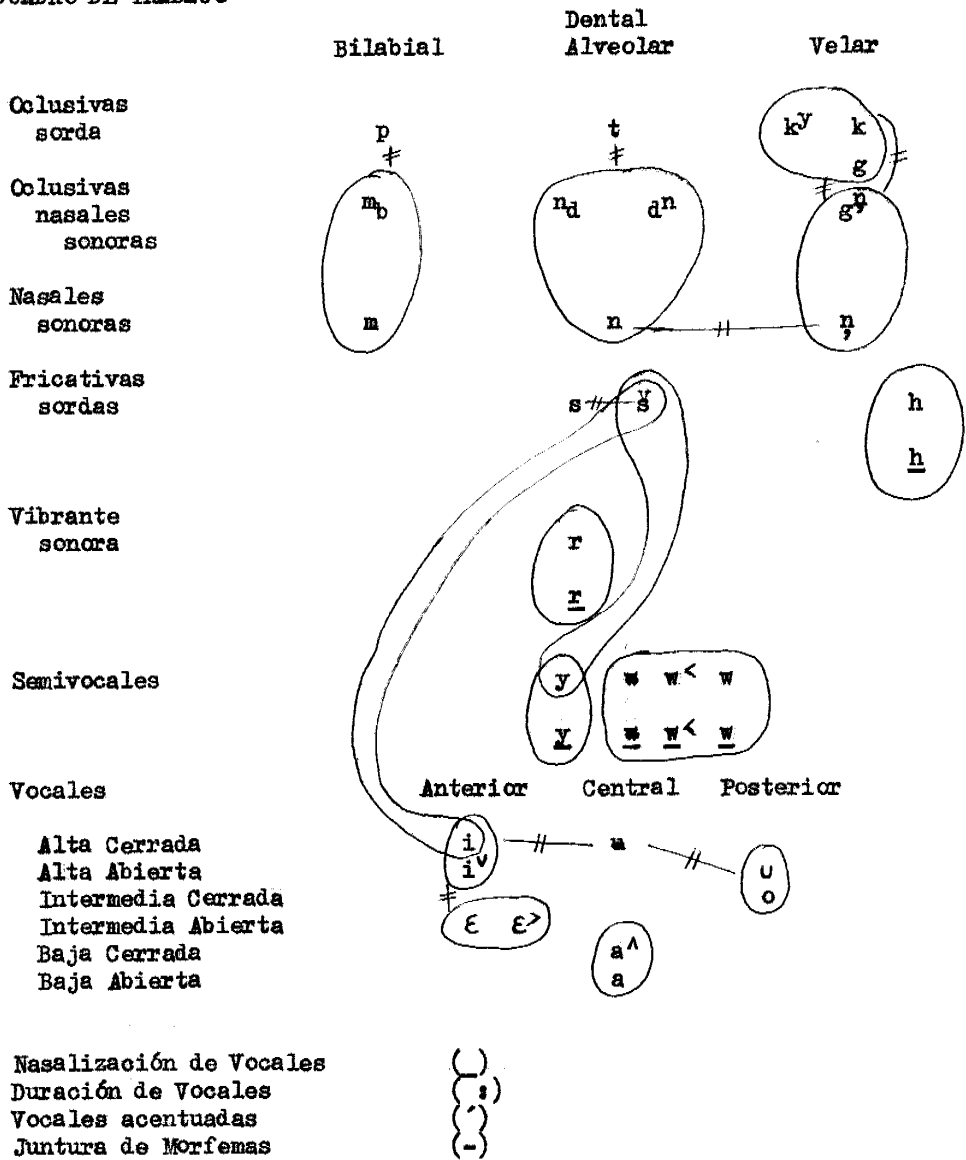 Dental
Bilabial Alveolar Velar
Oclusivas
sorda p t kʸ k
g
Oclusivas
nasales ᵐb ⁿd dⁿ
sonoras
Nasales
sonoras m n n̦
Fricativas
sordas s š h
h̲
Vibrante
sonora r
r̲
Semivocales y w̶ w< w
y̲ w̶̲ w̲< w̲
Vocales Anterior Central Posterior
Alta Cerrada i ʉ
Alta Abierta iᵛ u
Intermedia Cerrada o
Intermedia Abierta ɛ ɛ>
Baja Cerrada a^
Baja Abierta a
Nasalización de Vocales (_)
Duración de Vocales ( :)
Vocales acentuadas (´)
Juntura de Morfemas (-)